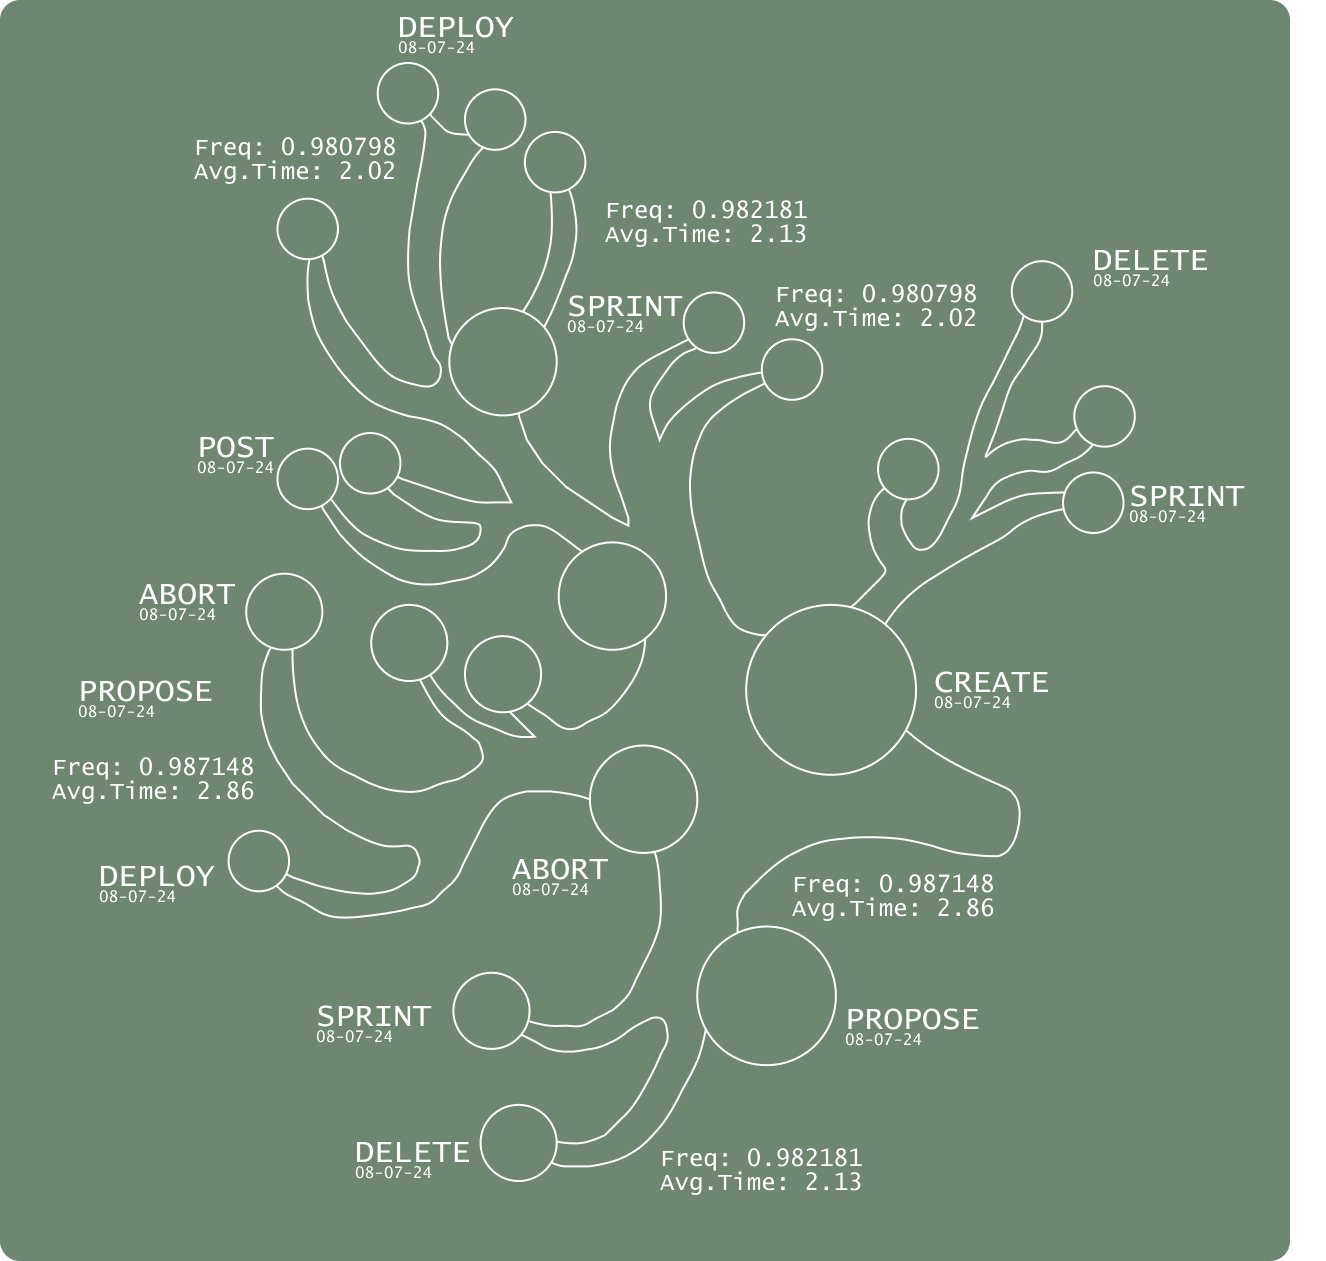 DEPLOY
08-07-24
Freq: 0.980798
Avg.Time: 2.02
Freq: 0.982181
Avg.Time: 2.13
DELETE
08-07-24
SPRINT
08-07-24
Freq: 0.980798
Avg.Time: 2.02
POST
08-07-24
SPRINT
08-07-24
ABORT
08-07-24
PROPOSE
08-07-24
CREATE
08-07-24
Freq: 0.987148
Avg.Time: 2.86
DEPLOY
08-07-24
ABORT
08-07-24
Freq: 0.987148
Avg.Time: 2.86
SPRINT
08-07-24
PROPOSE
08-07-24
DELETE
08-07-24
Freq: 0.982181
Avg.Time: 2.13